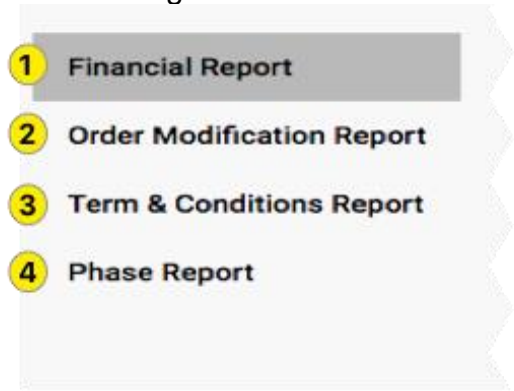 1 Financial Report
2 Order Modification Report
3 Term & Conditions Report
4 Phase Report